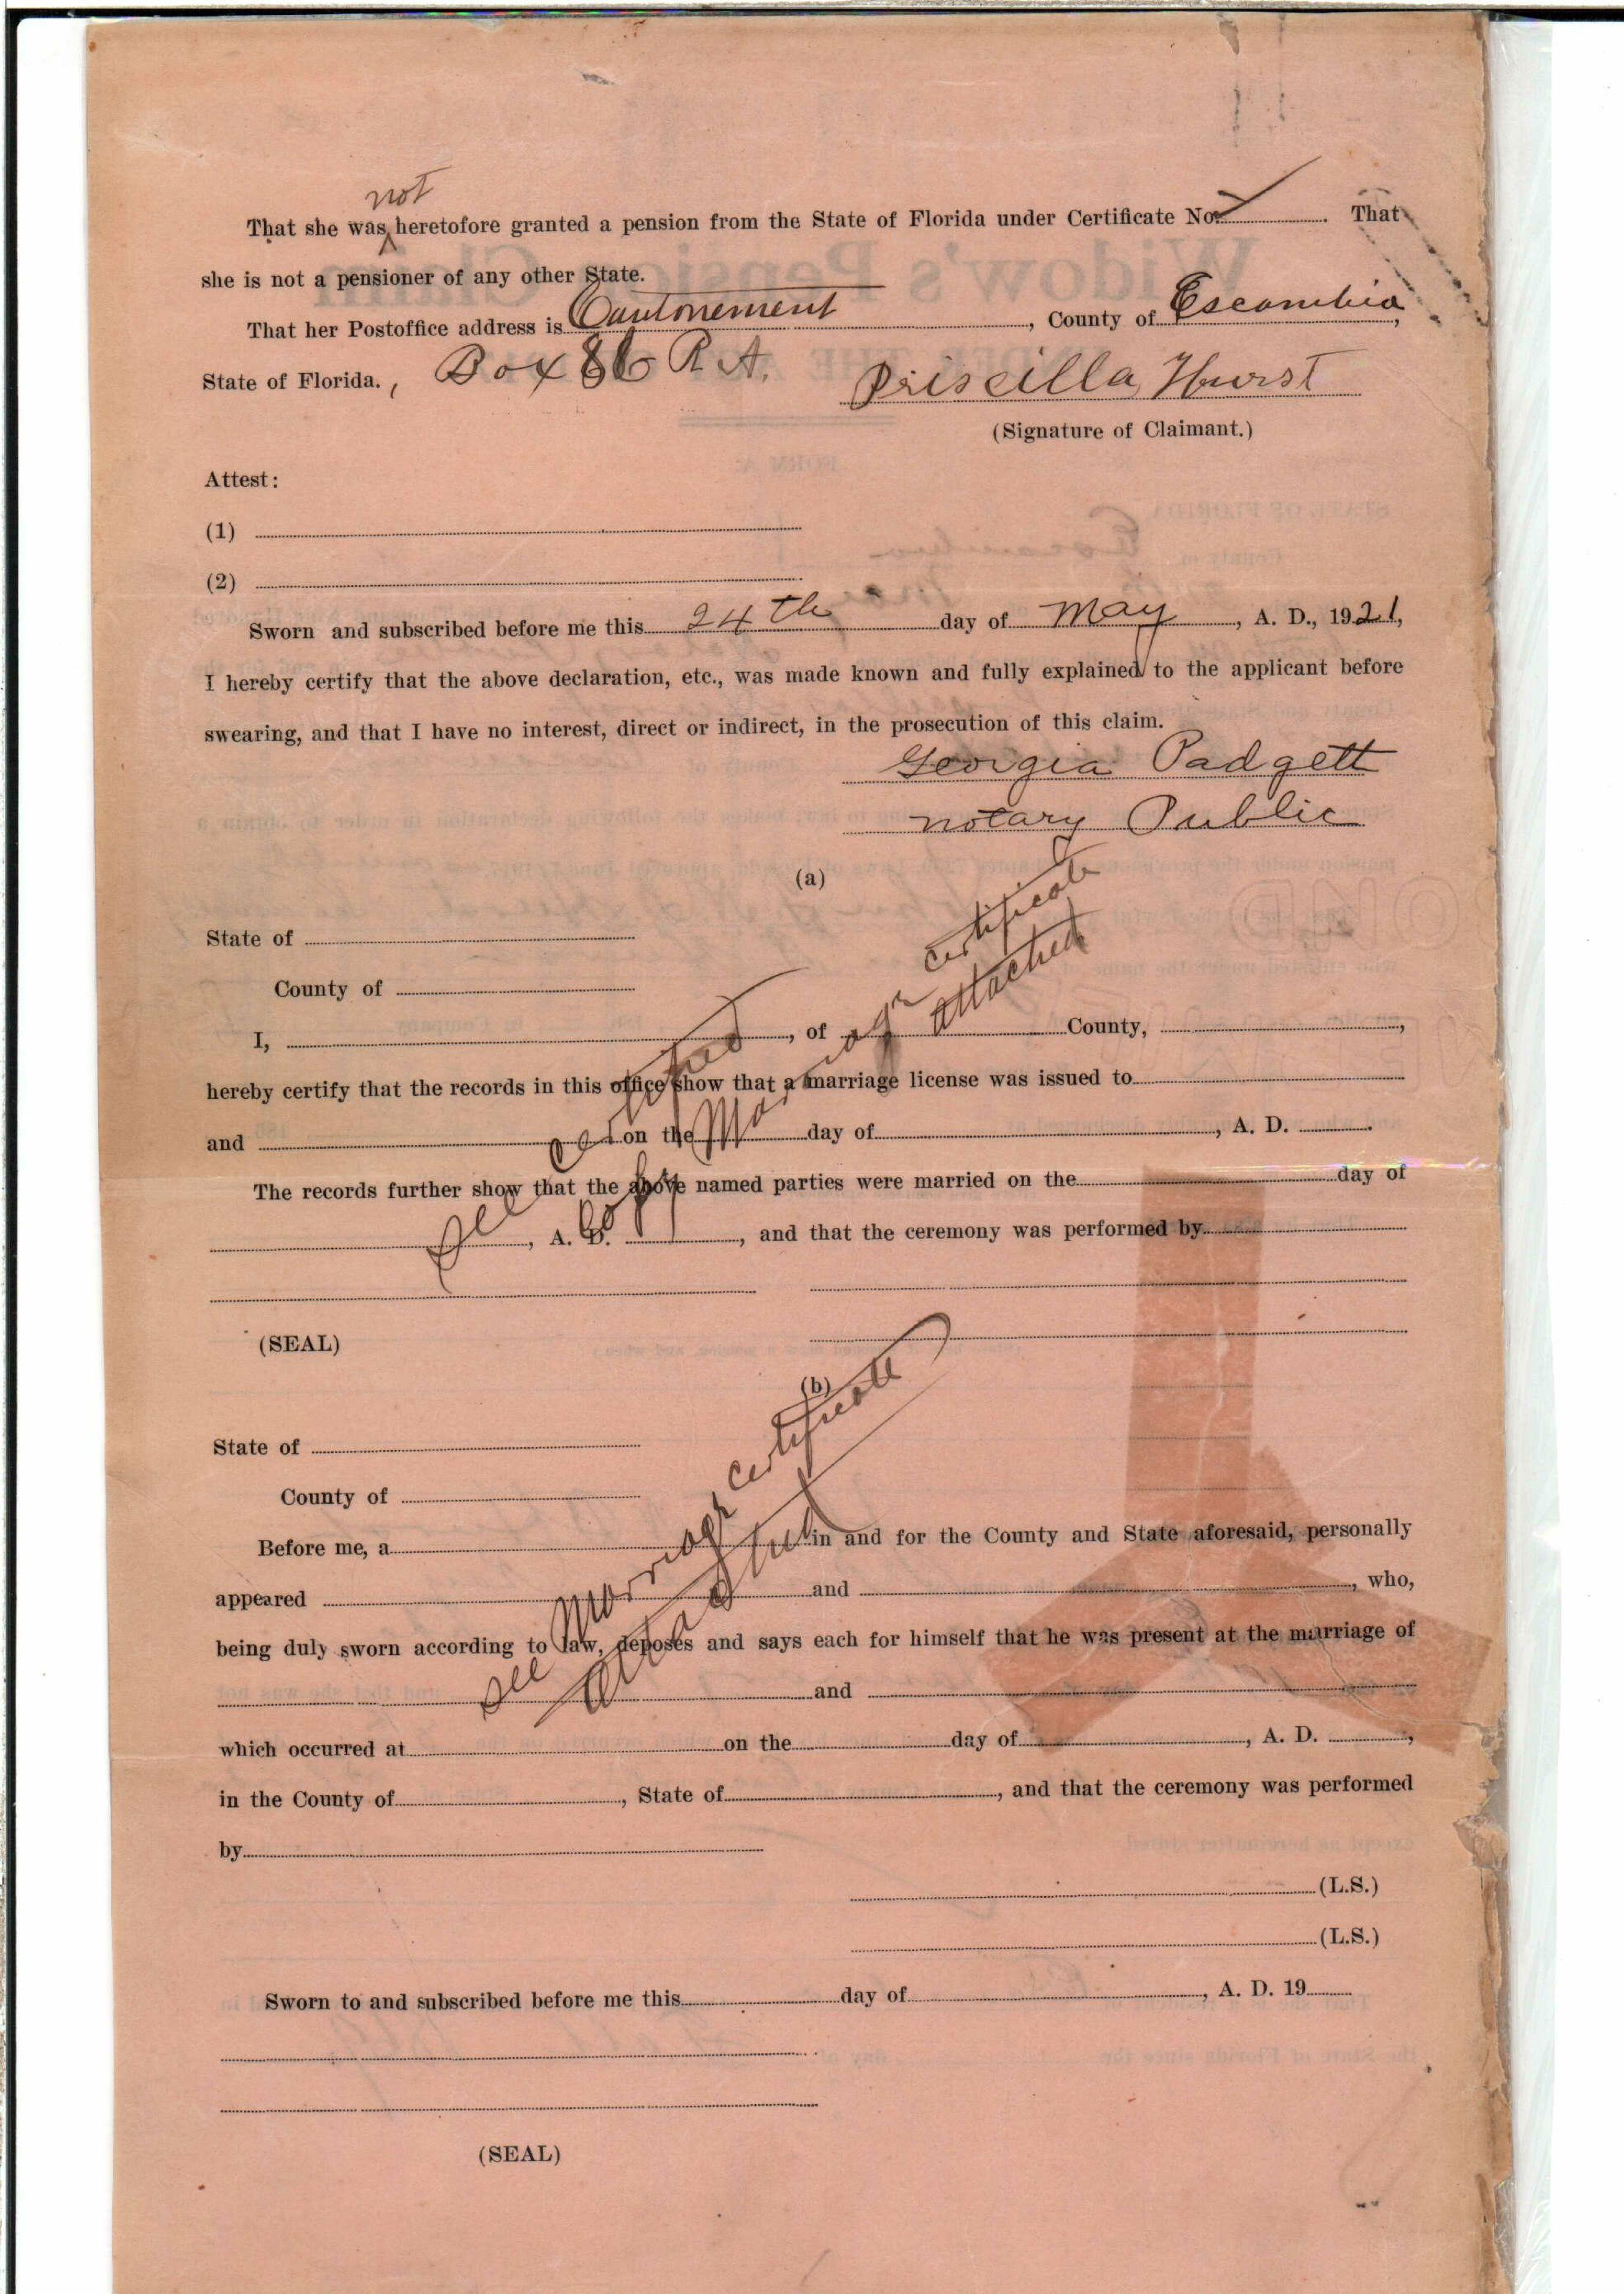 not
That she was heretofore granted a pension from the State of Florida under Certificate No. That
she is not a pensioner of any other State.
That her Postoffice address is Cantonement, County of Escambia,
State of Florida., Box 86 R A. Priscilla Hurst
(Signature of Claimant.)
Attest:
(1)
(2)
Sworn and subscribed before me this 24th day of May, A. D., 1921,
I hereby certify that the above declaration, etc., was made known and fully explained to the applicant before
swearing, and that I have no interest, direct or indirect, in the prosecution of this claim.
Georgia Padgett
notary Public
(a)
State of
County of
I, , of County, ,
hereby certify that the records in this office show that a marriage license was issued to
and on the day of , A. D. .
The records further show that the above named parties were married on the day of
, A. D. , and that the ceremony was performed by
See certified copy of Marriage certificate attached
(SEAL)
(b)
State of
County of
Before me, a in and for the County and State aforesaid, personally
appeared and , who,
being duly sworn according to law, deposes and says each for himself that he was present at the marriage of
and
See Marriage certificate
attached
which occurred at on the day of , A. D. ,
in the County of , State of , and that the ceremony was performed
by
(L.S.)
(L.S.)
Sworn to and subscribed before me this day of , A. D. 19
(SEAL)